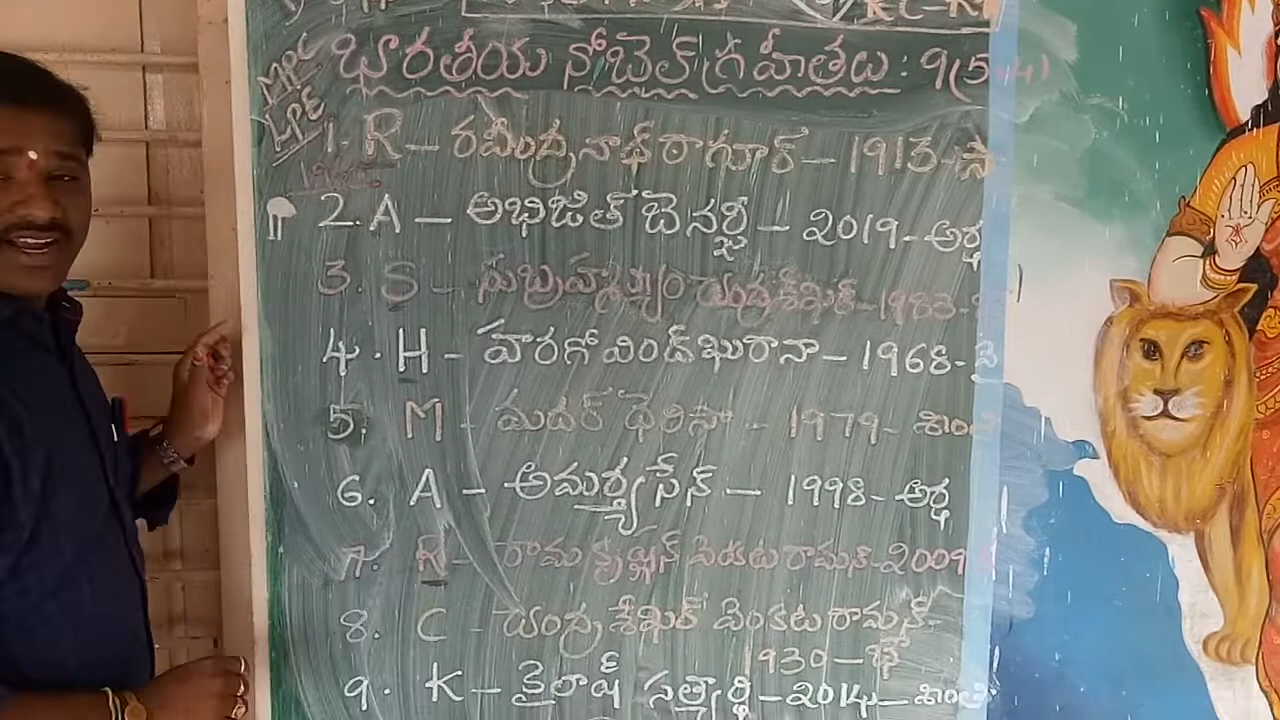 భారతీయ నోబెల్ గ్రహీతలు : 9(5+4)
1. R – రవీంద్రనాథ్ ఠాగూర్ – 1913-సా
2. A – అభిజిత్ బెనర్జీ – 2019-అర్థ
3. S – సుబ్రహ్మణ్యం చంద్రశేఖర్-1983-
4. H – హరగోవింద్ ఖురానా – 1968-వై
5. M - మదర్ థెరిసా - 1979-శాంతి
6. A – అమర్త్యసేన్ – 1998-అర్థ
7. R - రామకృష్ణన్ వెంకటరామన్-2009
8. C - చంద్రశేఖర్ వెంకటరామన్-
1930-భౌ
9. K – కైలాష్ సత్యార్థి – 2014 – శాంతి